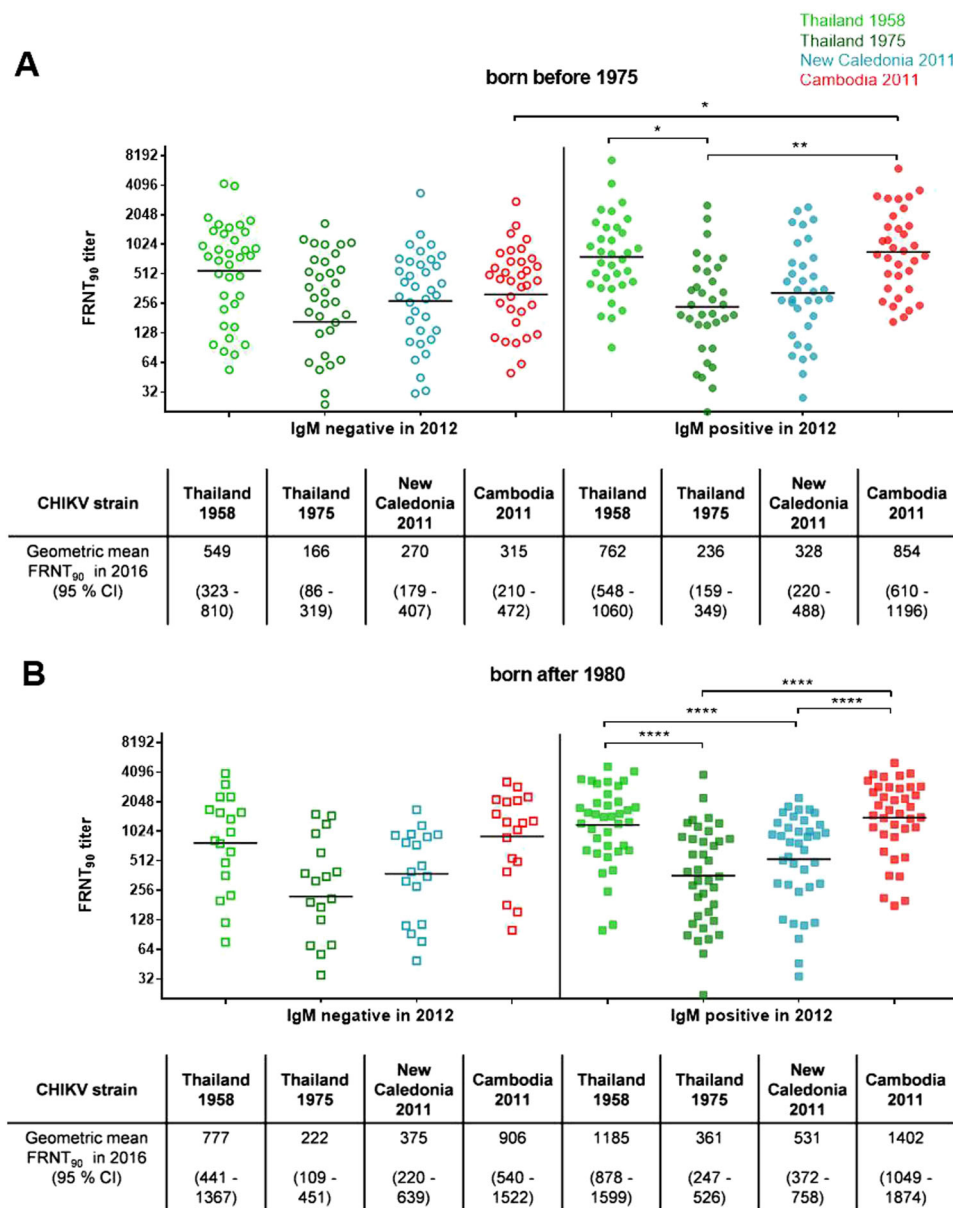 Thailand 1958
Thailand 1975
New Caledonia 2011
Cambodia 2011
A
born before 1975
*
*
**
8192
4096
2048
1024
512
256
128
64
32
FRNT90 titer
IgM negative in 2012
IgM positive in 2012
CHIKV strain
Thailand 1958
Thailand 1975
New Caledonia 2011
Cambodia 2011
Thailand 1958
Thailand 1975
New Caledonia 2011
Cambodia 2011
Geometric mean FRNT90 in 2016 (95 % CI)
549 (323 - 810)
166 (86 - 319)
270 (179 - 407)
315 (210 - 472)
762 (548 - 1060)
236 (159 - 349)
328 (220 - 488)
854 (610 - 1196)
B
born after 1980
****
****
****
****
8192
4096
2048
1024
512
256
128
64
32
FRNT90 titer
IgM negative in 2012
IgM positive in 2012
CHIKV strain
Thailand 1958
Thailand 1975
New Caledonia 2011
Cambodia 2011
Thailand 1958
Thailand 1975
New Caledonia 2011
Cambodia 2011
Geometric mean FRNT90 in 2016 (95 % CI)
777 (441 - 1367)
222 (109 - 451)
375 (220 - 639)
906 (540 - 1522)
1185 (878 - 1599)
361 (247 - 526)
531 (372 - 758)
1402 (1049 - 1874)